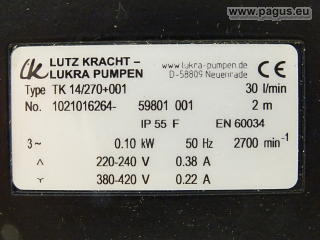 www.pagus.eu
LK LUTZ KRACHT – LUKRA PUMPEN
www.lukra-pumpen.de
D-58809 Neuenrade
CE
Type TK 14/270+001 30 l/min
No. 1021016264- 59801 001 2 m
IP 55 F EN 60034
3 ~ 0.10 kW 50 Hz 2700 min⁻¹
220-240 V 0.38 A
380-420 V 0.22 A